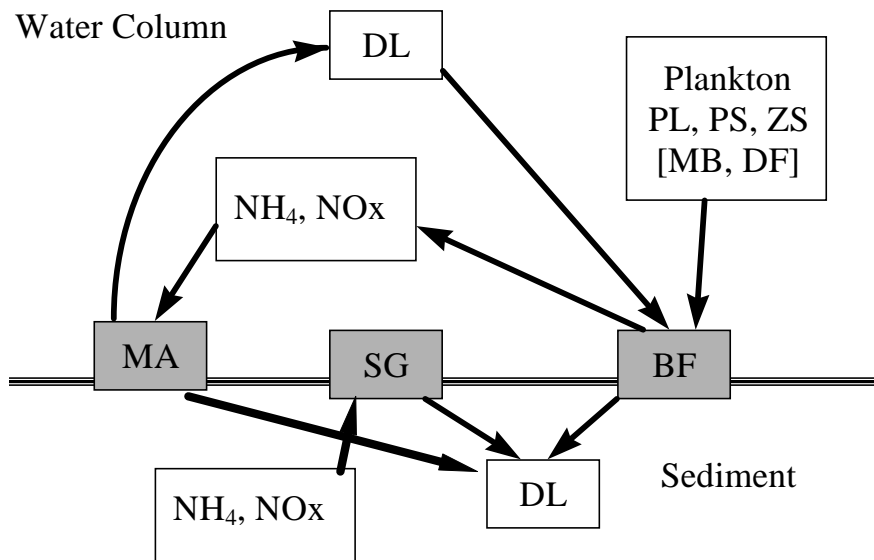 Water Column
DL
Plankton
PL, PS, ZS
[MB, DF]
NH₄, NOx
MA
SG
BF
DL
Sediment
NH₄, NOx